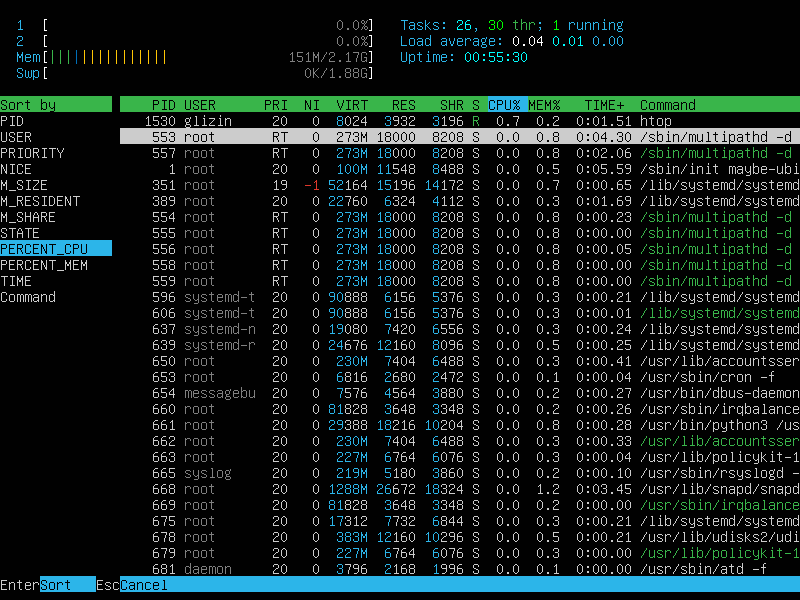 1 [ 0.0%] Tasks: 26, 30 thr; 1 running
2 [ 0.0%] Load average: 0.04 0.01 0.00
Mem[||||||||||||||| 151M/2.17G] Uptime: 00:55:30
Swp[ 0K/1.88G]
Sort by PID USER PRI NI VIRT RES SHR S CPU% MEM% TIME+ Command
PID 1530 glizin 20 0 8024 3932 3196 R 0.7 0.2 0:01.51 htop
USER 553 root RT 0 273M 18000 8208 S 0.0 0.8 0:04.30 /sbin/multipathd -d
PRIORITY 557 root RT 0 273M 18000 8208 S 0.0 0.8 0:02.06 /sbin/multipathd -d
NICE 1 root 20 0 100M 11548 8488 S 0.0 0.5 0:05.59 /sbin/init maybe-ubi
M_SIZE 351 root 19 -1 52164 15196 14172 S 0.0 0.7 0:00.65 /lib/systemd/systemd
M_RESIDENT 389 root 20 0 22760 6324 4112 S 0.0 0.3 0:01.69 /lib/systemd/systemd
M_SHARE 554 root RT 0 273M 18000 8208 S 0.0 0.8 0:00.23 /sbin/multipathd -d
STATE 555 root RT 0 273M 18000 8208 S 0.0 0.8 0:00.00 /sbin/multipathd -d
PERCENT_CPU 556 root RT 0 273M 18000 8208 S 0.0 0.8 0:00.05 /sbin/multipathd -d
PERCENT_MEM 558 root RT 0 273M 18000 8208 S 0.0 0.8 0:00.00 /sbin/multipathd -d
TIME 559 root RT 0 273M 18000 8208 S 0.0 0.8 0:00.00 /sbin/multipathd -d
Command 596 systemd-t 20 0 90888 6156 5376 S 0.0 0.3 0:00.21 /lib/systemd/systemd
606 systemd-t 20 0 90888 6156 5376 S 0.0 0.3 0:00.01 /lib/systemd/systemd
637 systemd-n 20 0 19080 7420 6556 S 0.0 0.3 0:00.24 /lib/systemd/systemd
639 systemd-r 20 0 24676 12160 8096 S 0.0 0.5 0:00.25 /lib/systemd/systemd
650 root 20 0 230M 7404 6488 S 0.0 0.3 0:00.41 /usr/lib/accountsser
653 root 20 0 6816 2680 2472 S 0.0 0.1 0:00.04 /usr/sbin/cron -f
654 messagebu 20 0 7576 4564 3880 S 0.0 0.2 0:00.27 /usr/bin/dbus-daemon
660 root 20 0 81828 3648 3348 S 0.0 0.2 0:00.26 /usr/sbin/irqbalance
661 root 20 0 29388 18216 10204 S 0.0 0.8 0:00.28 /usr/bin/python3 /us
662 root 20 0 230M 7404 6488 S 0.0 0.3 0:00.33 /usr/lib/accountsser
663 root 20 0 227M 6764 6076 S 0.0 0.3 0:00.04 /usr/lib/policykit-1
665 syslog 20 0 219M 5180 3860 S 0.0 0.2 0:00.10 /usr/sbin/rsyslogd -
668 root 20 0 1288M 26672 18324 S 0.0 1.2 0:03.45 /usr/lib/snapd/snapd
669 root 20 0 81828 3648 3348 S 0.0 0.2 0:00.00 /usr/sbin/irqbalance
675 root 20 0 17312 7732 6844 S 0.0 0.3 0:00.21 /lib/systemd/systemd
678 root 20 0 383M 12160 10296 S 0.0 0.5 0:00.21 /usr/lib/udisks2/udi
679 root 20 0 227M 6764 6076 S 0.0 0.3 0:00.00 /usr/lib/policykit-1
681 daemon 20 0 3796 2168 1996 S 0.0 0.1 0:00.00 /usr/sbin/atd -f
EnterSort EscCancel